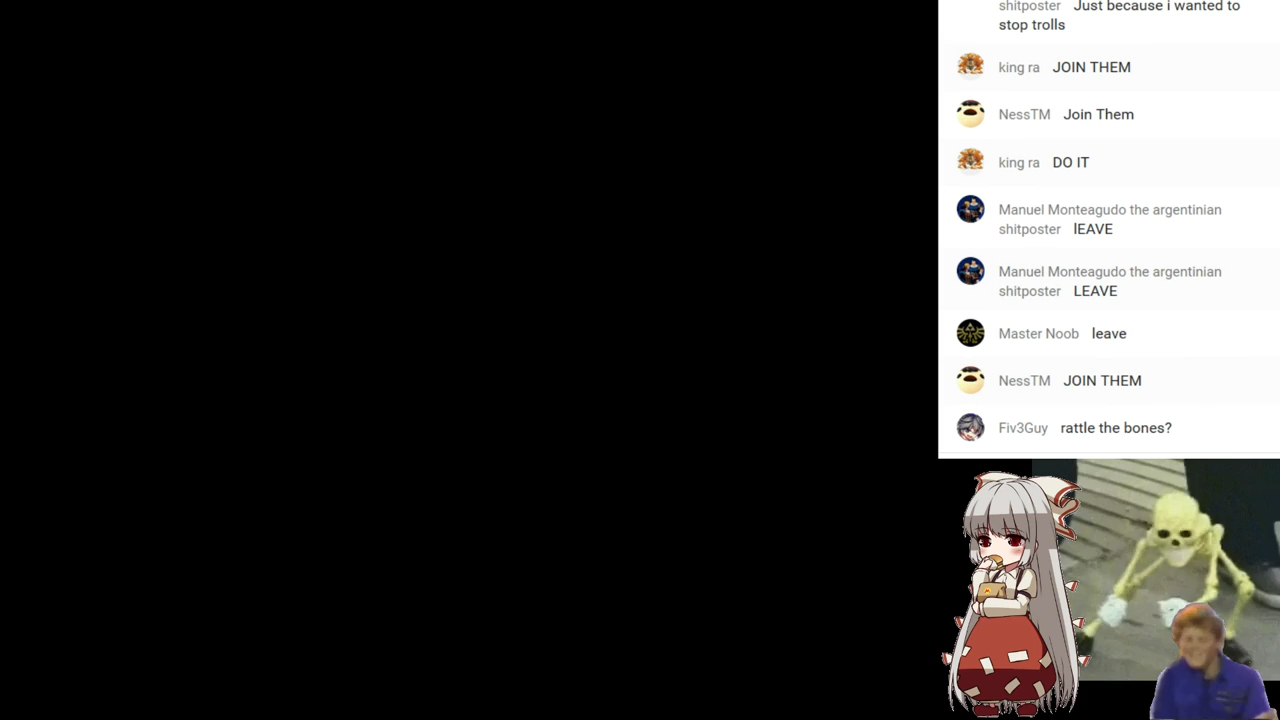 shitposter Just because i wanted to
stop trolls
king ra JOIN THEM
NessTM Join Them
king ra DO IT
Manuel Monteagudo the argentinian
shitposter lEAVE
Manuel Monteagudo the argentinian
shitposter LEAVE
Master Noob leave
NessTM JOIN THEM
Fiv3Guy rattle the bones?